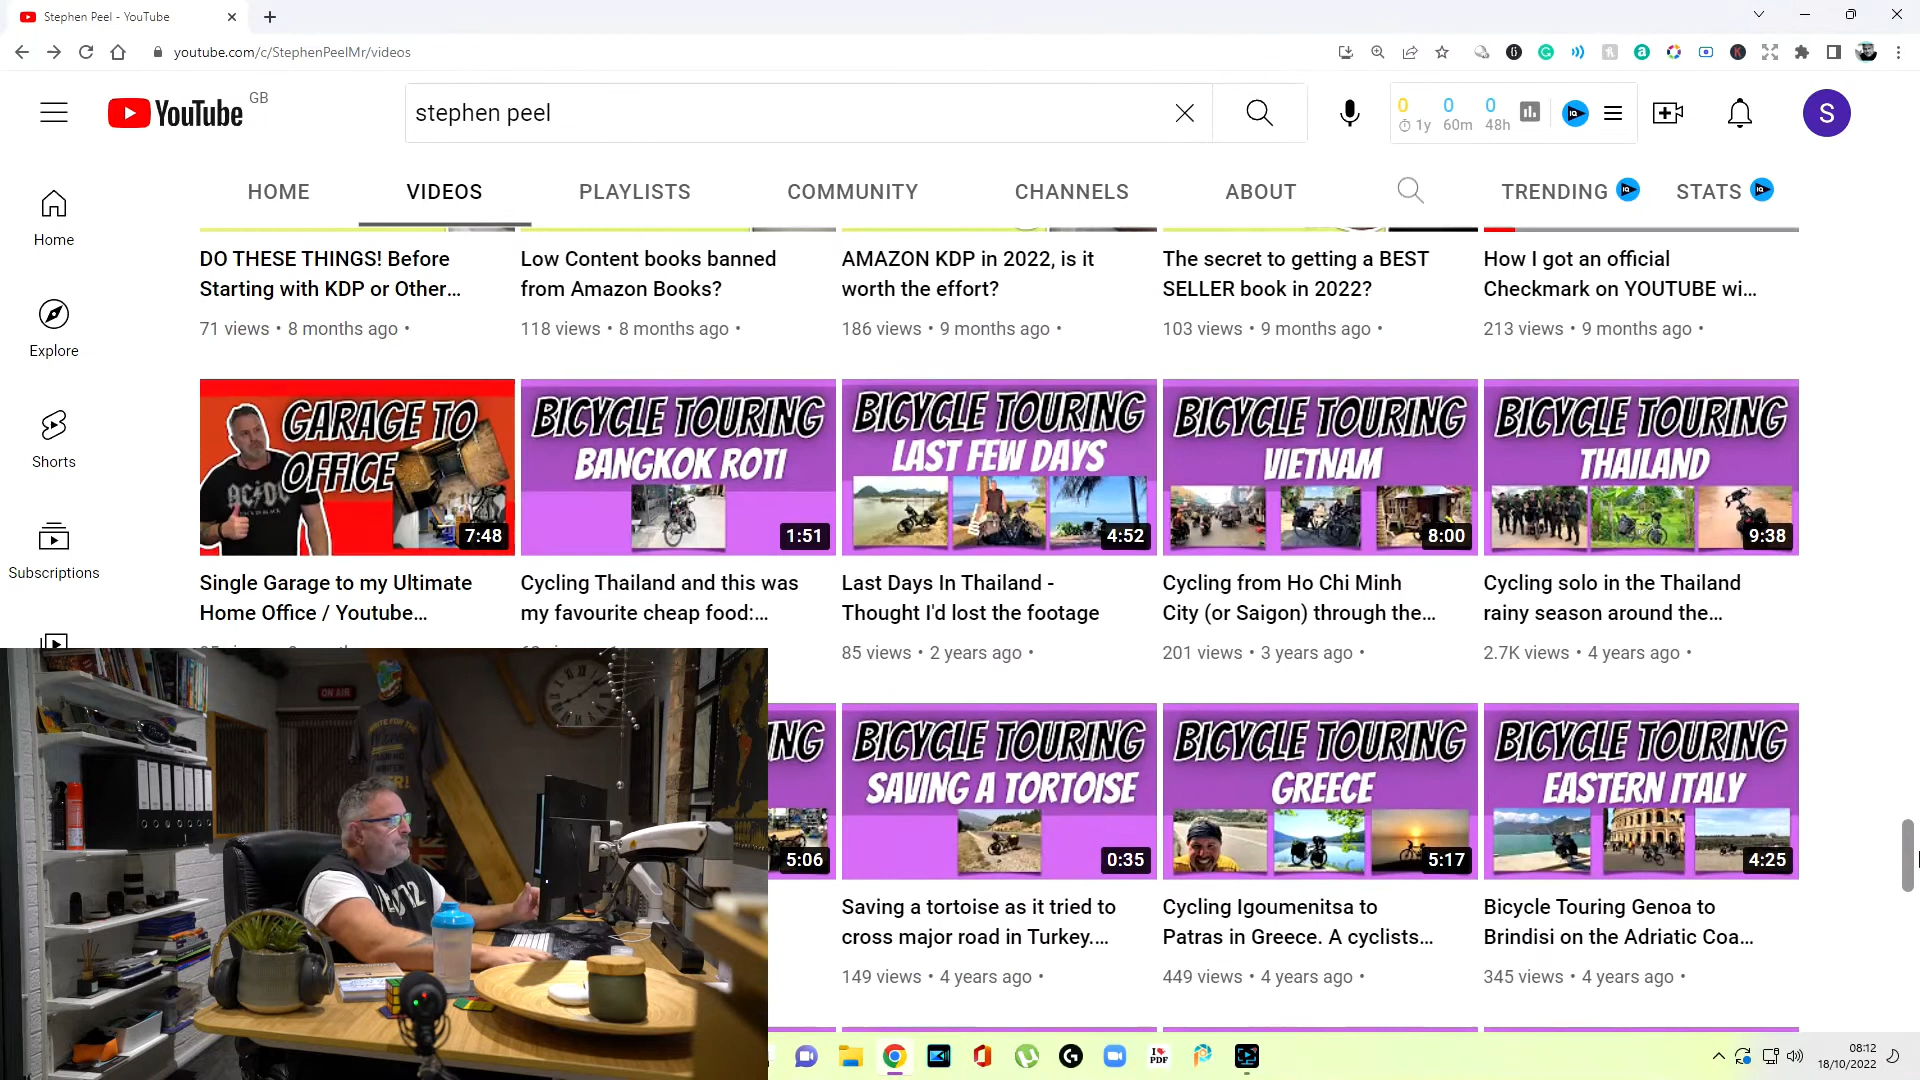 Stephen Peel - YouTube
youtube.com/c/StephenPeelMr/videos
YouTube GB
stephen peel
0 0 0
1y 60m 48h
S
HOME VIDEOS PLAYLISTS COMMUNITY CHANNELS ABOUT TRENDING STATS
Home
Explore
Shorts
Subscriptions
DO THESE THINGS! Before
Starting with KDP or Other...
71 views • 8 months ago •
Low Content books banned
from Amazon Books?
118 views • 8 months ago •
AMAZON KDP in 2022, is it
worth the effort?
186 views • 9 months ago •
The secret to getting a BEST
SELLER book in 2022?
103 views • 9 months ago •
How I got an official
Checkmark on YOUTUBE wi...
213 views • 9 months ago •
GARAGE TO
OFFICE
AC/DC
7:48
Single Garage to my Ultimate
Home Office / Youtube...
BICYCLE TOURING
BANGKOK ROTI
1:51
Cycling Thailand and this was
my favourite cheap food:...
BICYCLE TOURING
LAST FEW DAYS
4:52
Last Days In Thailand -
Thought I'd lost the footage
85 views • 2 years ago •
BICYCLE TOURING
VIETNAM
8:00
Cycling from Ho Chi Minh
City (or Saigon) through the...
201 views • 3 years ago •
BICYCLE TOURING
THAILAND
9:38
Cycling solo in the Thailand
rainy season around the...
2.7K views • 4 years ago •
ON AIR
NG
5:06
BICYCLE TOURING
SAVING A TORTOISE
0:35
Saving a tortoise as it tried to
cross major road in Turkey....
149 views • 4 years ago •
BICYCLE TOURING
GREECE
5:17
Cycling Igoumenitsa to
Patras in Greece. A cyclists...
449 views • 4 years ago •
BICYCLE TOURING
EASTERN ITALY
4:25
Bicycle Touring Genoa to
Brindisi on the Adriatic Coa...
345 views • 4 years ago •
I PDF
08:12
18/10/2022